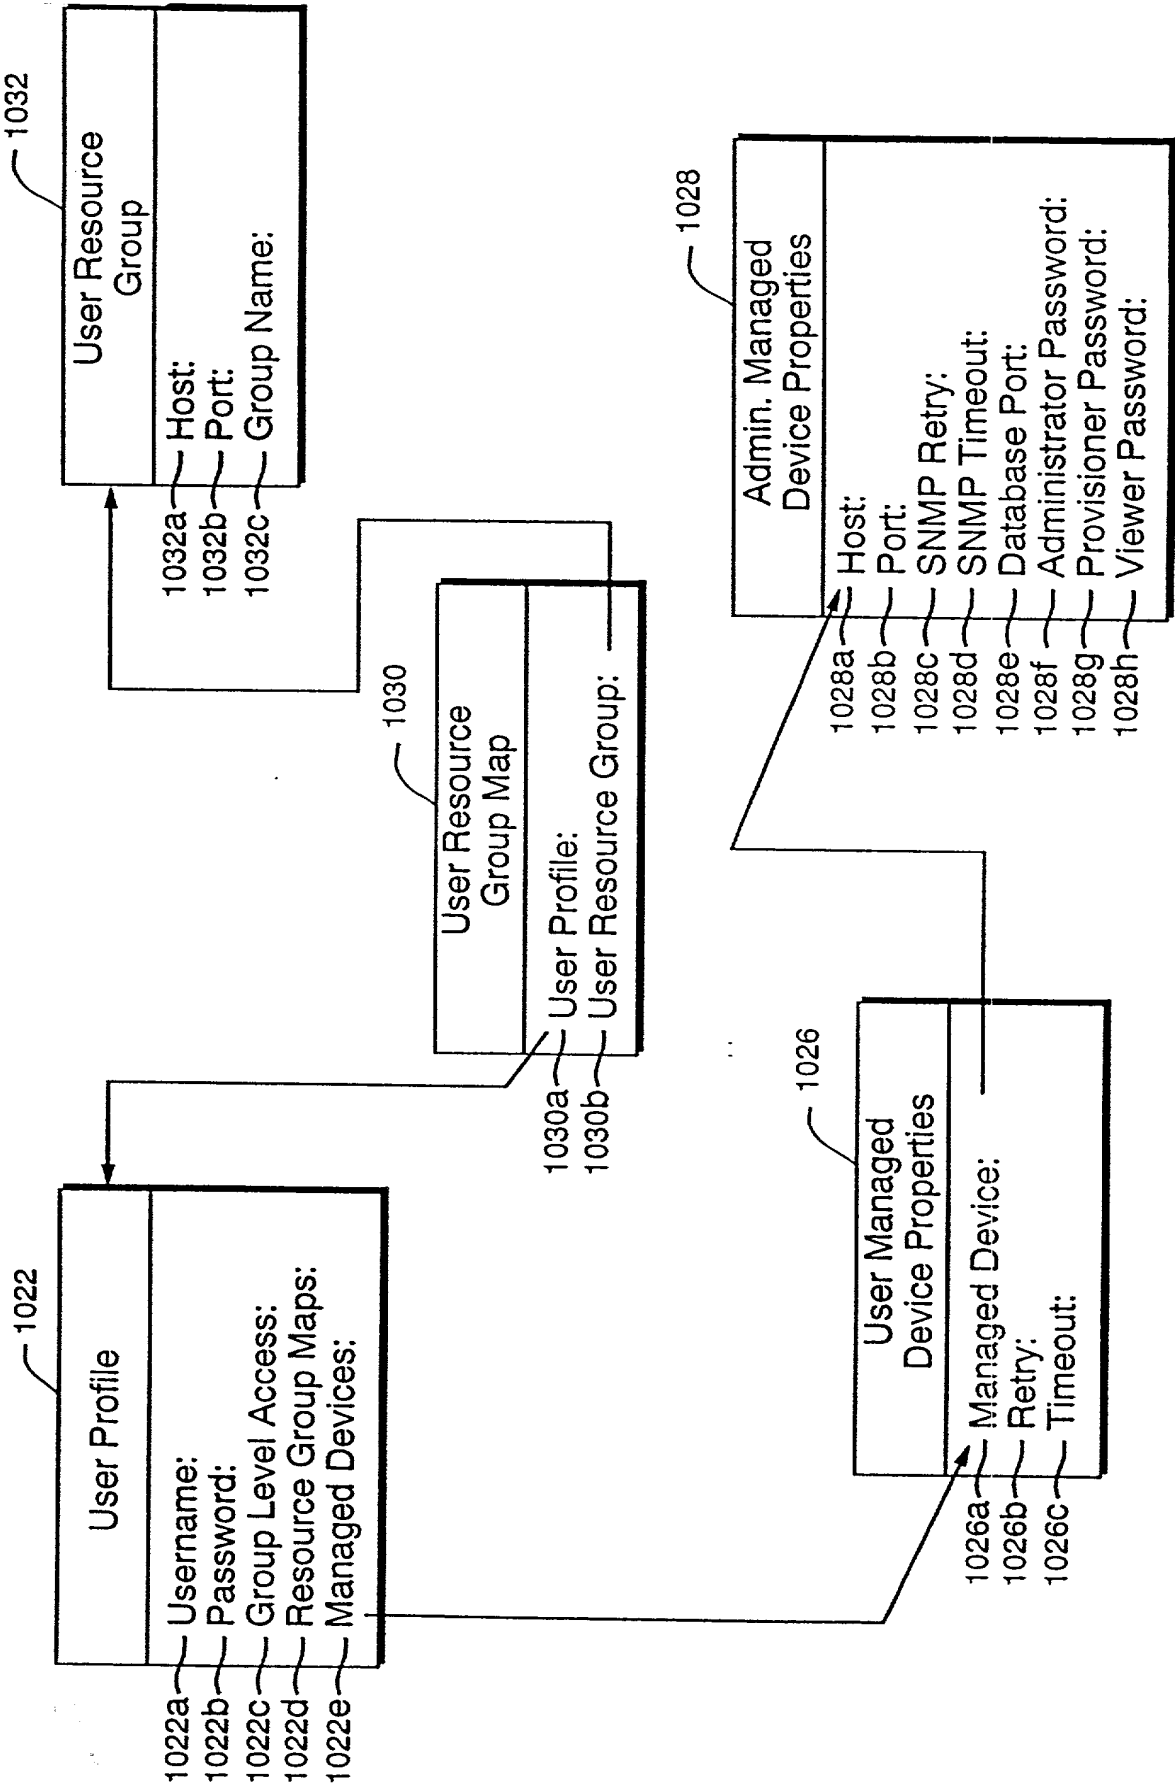 1022
User Profile
1022a Username:
1022b Password:
1022c Group Level Access:
1022d Resource Group Maps:
1022e Managed Devices:
1030
User Resource
Group Map
1030a User Profile:
1030b User Resource Group:
1032
User Resource
Group
1032a Host:
1032b Port:
1032c Group Name:
1026
User Managed
Device Properties
1026a Managed Device:
1026b Retry:
1026c Timeout:
1028
Admin. Managed
Device Properties
1028a Host:
1028b Port:
1028c SNMP Retry:
1028d SNMP Timeout:
1028e Database Port:
1028f Administrator Password:
1028g Provisioner Password:
1028h Viewer Password: